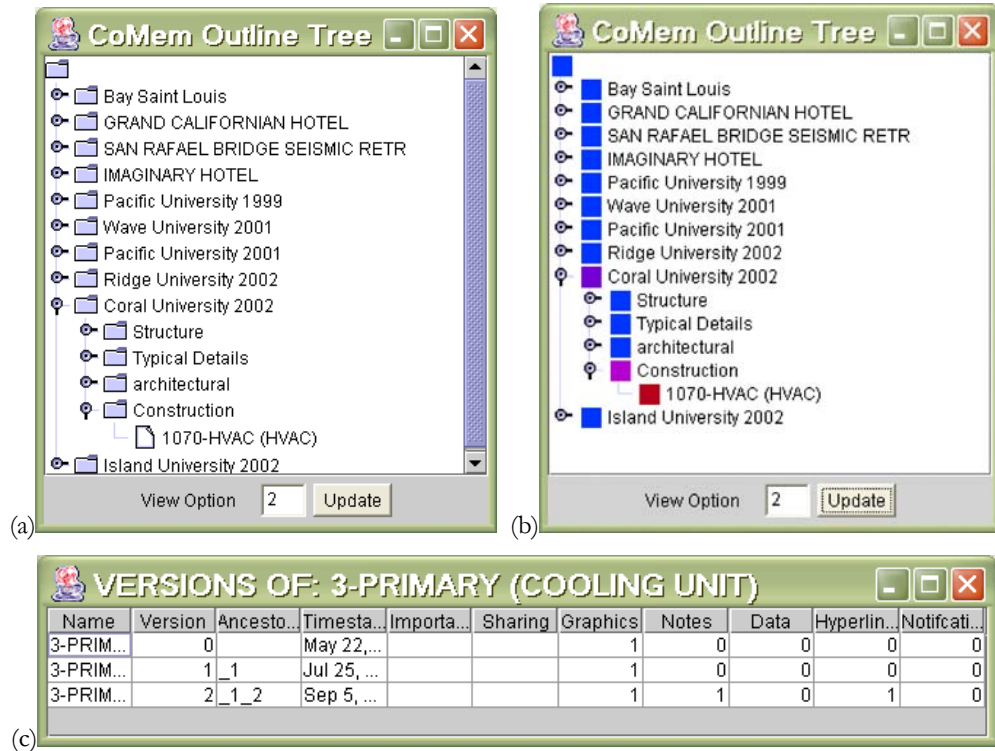 CoMem Outline Tree
Bay Saint Louis
GRAND CALIFORNIAN HOTEL
SAN RAFAEL BRIDGE SEISMIC RETR
IMAGINARY HOTEL
Pacific University 1999
Wave University 2001
Pacific University 2001
Ridge University 2002
Coral University 2002
Structure
Typical Details
architectural
Construction
1070-HVAC (HVAC)
Island University 2002
View Option 2 Update
(a)
CoMem Outline Tree
Bay Saint Louis
GRAND CALIFORNIAN HOTEL
SAN RAFAEL BRIDGE SEISMIC RETR
IMAGINARY HOTEL
Pacific University 1999
Wave University 2001
Pacific University 2001
Ridge University 2002
Coral University 2002
Structure
Typical Details
architectural
Construction
1070-HVAC (HVAC)
Island University 2002
View Option 2 Update
(b)
VERSIONS OF: 3-PRIMARY (COOLING UNIT)
Name Version Ancesto... Timesta... Importa... Sharing Graphics Notes Data Hyperlin... Notifcati...
3-PRIM... 0 May 22,... 1 0 0 0 0
3-PRIM... 1 _1 Jul 25, ... 1 0 0 0 0
3-PRIM... 2 _1_2 Sep 5, ... 1 1 0 1 0
(c)